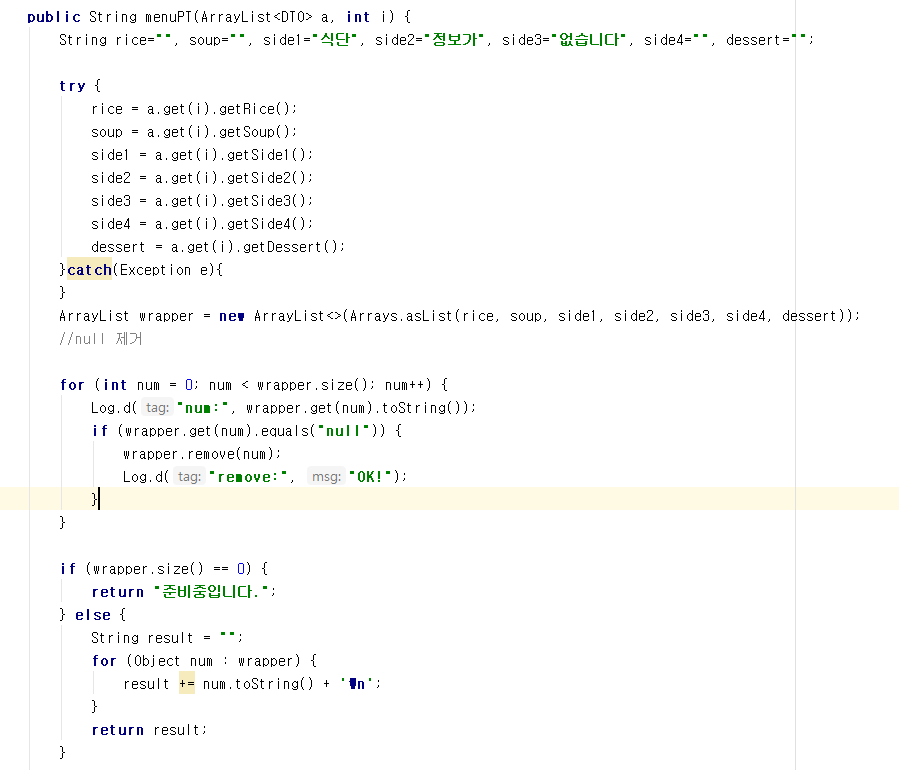 public String menuPT(ArrayList<DTO> a, int i) {
String rice="", soup="", side1="식단", side2="정보가", side3="없습니다", side4="", dessert="";
try {
rice = a.get(i).getRice();
soup = a.get(i).getSoup();
side1 = a.get(i).getSide1();
side2 = a.get(i).getSide2();
side3 = a.get(i).getSide3();
side4 = a.get(i).getSide4();
dessert = a.get(i).getDessert();
}catch(Exception e){
}
ArrayList wrapper = new ArrayList<>(Arrays.asList(rice, soup, side1, side2, side3, side4, dessert));
//null 제거
for (int num = 0; num < wrapper.size(); num++) {
Log.d( tag: "num:", wrapper.get(num).toString());
if (wrapper.get(num).equals("null")) {
wrapper.remove(num);
Log.d( tag: "remove:", msg: "OK!");
}
}
if (wrapper.size() == 0) {
return "준비중입니다.";
} else {
String result = "";
for (Object num : wrapper) {
result += num.toString() + '₩n';
}
return result;
}